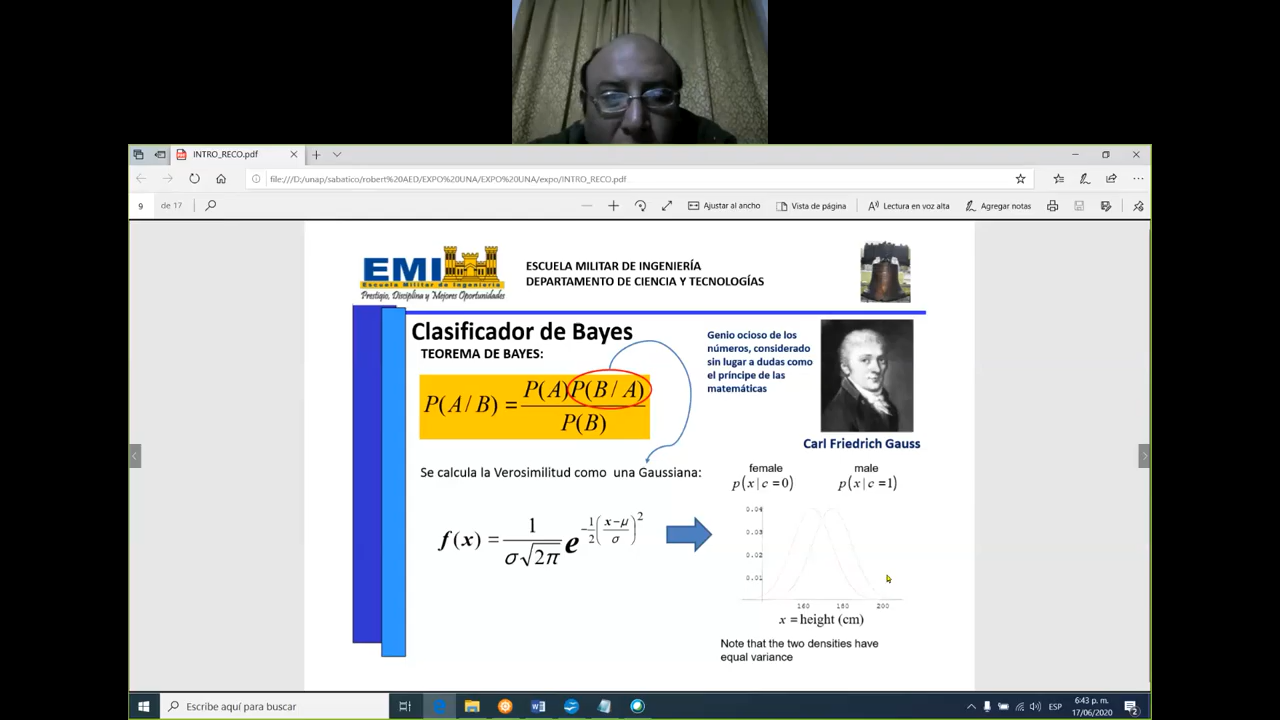 INTRO_RECO.pdf
file:///D:/unap/sabatico/robert%20AED/EXPO%20UNA/EXPO%20UNA/expo/INTRO_RECO.pdf
9 de 17
Ajustar al ancho
Vista de página
Lectura en voz alta
Agregar notas
EMI
Escuela Militar de Ingeniería
Prestigio, Disciplina y Mejores Oportunidades
ESCUELA MILITAR DE INGENIERÍA
DEPARTAMENTO DE CIENCIA Y TECNOLOGÍAS
Clasificador de Bayes
TEOREMA DE BAYES:
P(A/B) = P(A)P(B/A) / P(B)
Genio ocioso de los
números, considerado
sin lugar a dudas como
el príncipe de las
matemáticas
Carl Friedrich Gauss
Se calcula la Verosimilitud como una Gaussiana:
f(x) = 1/(σ√2π) e^(-1/2((x-μ)/σ)^2)
female
p(x|c=0)
male
p(x|c=1)
0.04
0.03
0.02
0.01
160 180 200
x = height (cm)
Note that the two densities have
equal variance
Escribe aquí para buscar
ESP
6:43 p. m.
17/06/2020
2